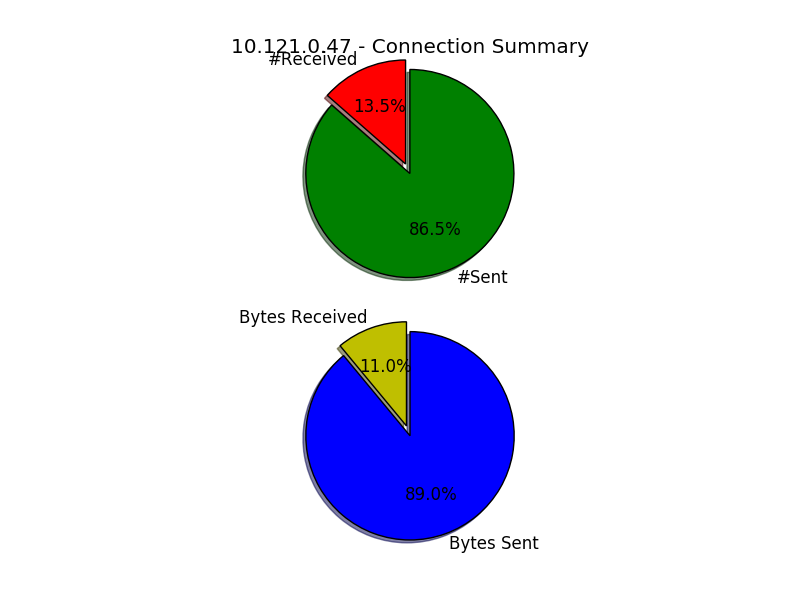 10.121.0.47 - Connection Summary
#Received
13.5%
86.5%
#Sent
Bytes Received
11.0%
89.0%
Bytes Sent